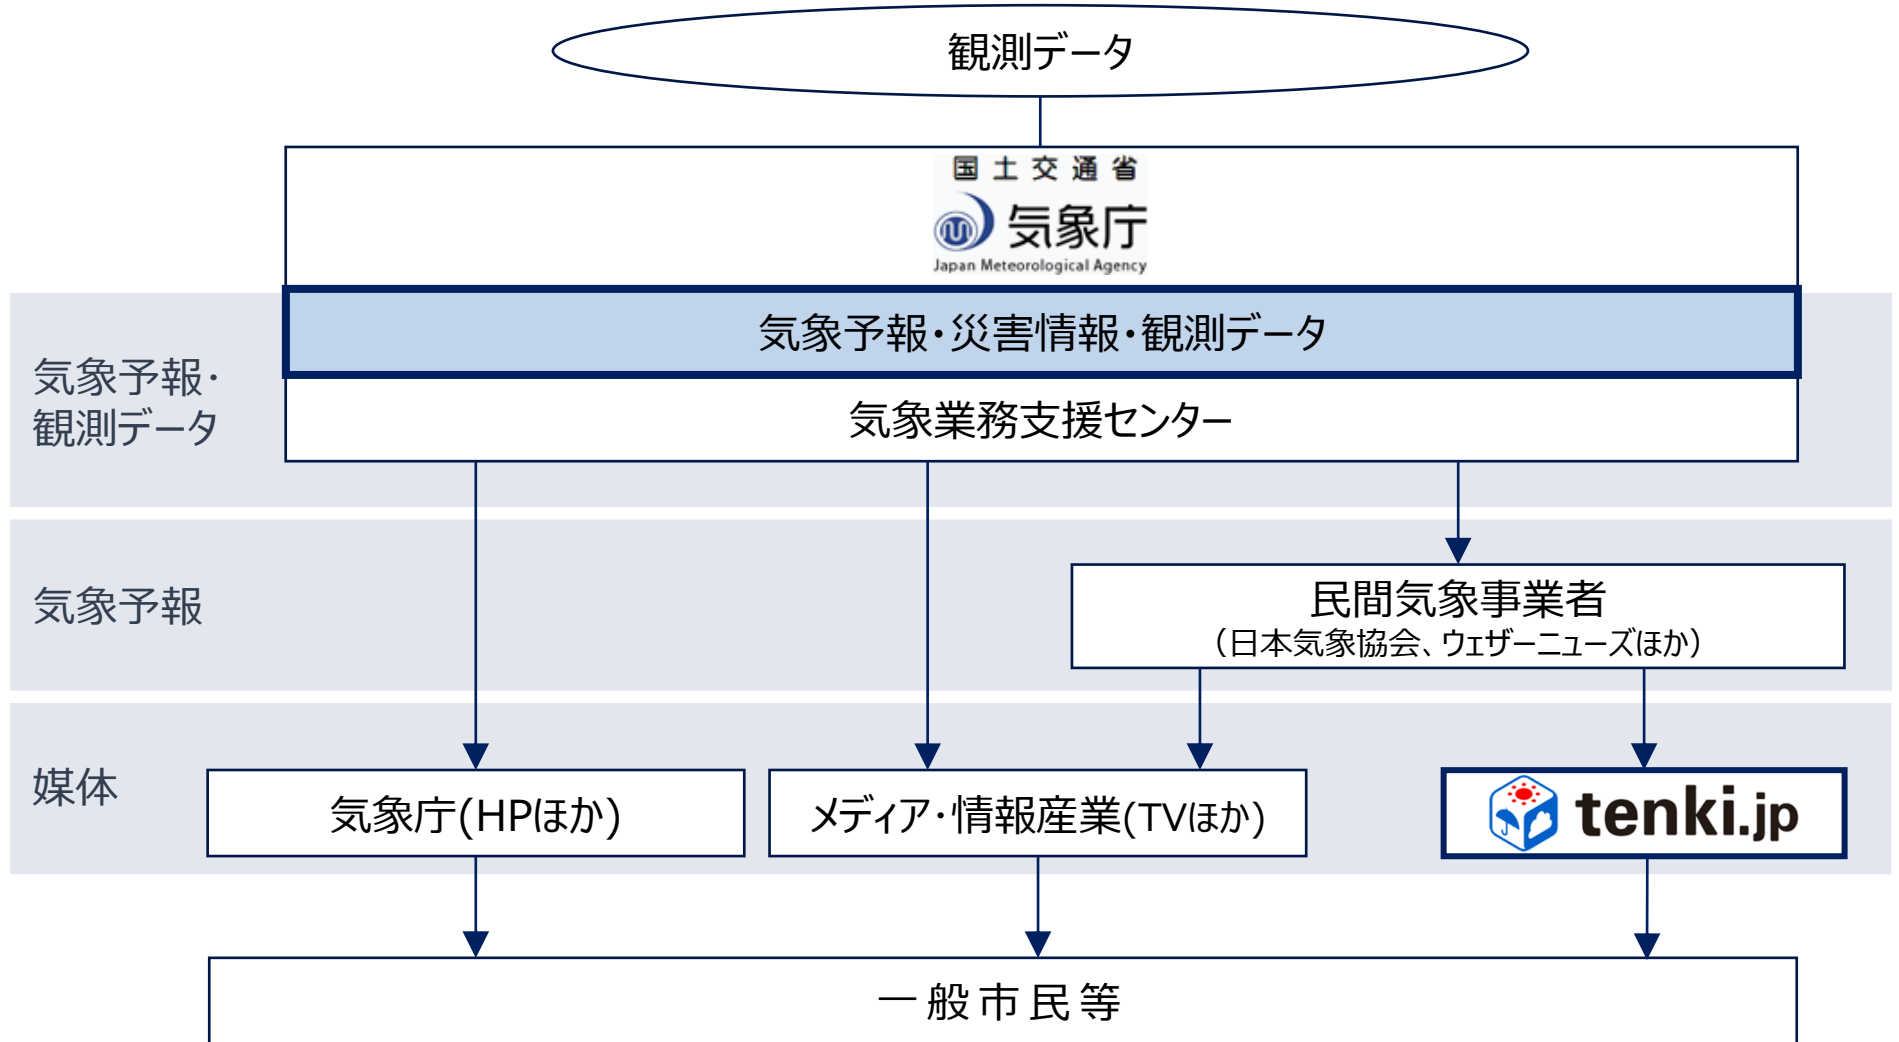 観測データ
国土交通省
気象庁
Japan Meteorological Agency
気象予報・災害情報・観測データ
気象予報・
観測データ
気象業務支援センター
気象予報
民間気象事業者
（日本気象協会、ウェザーニューズほか）
媒体
気象庁(HPほか)
メディア・情報産業(TVほか)
tenki.jp
一般市民等